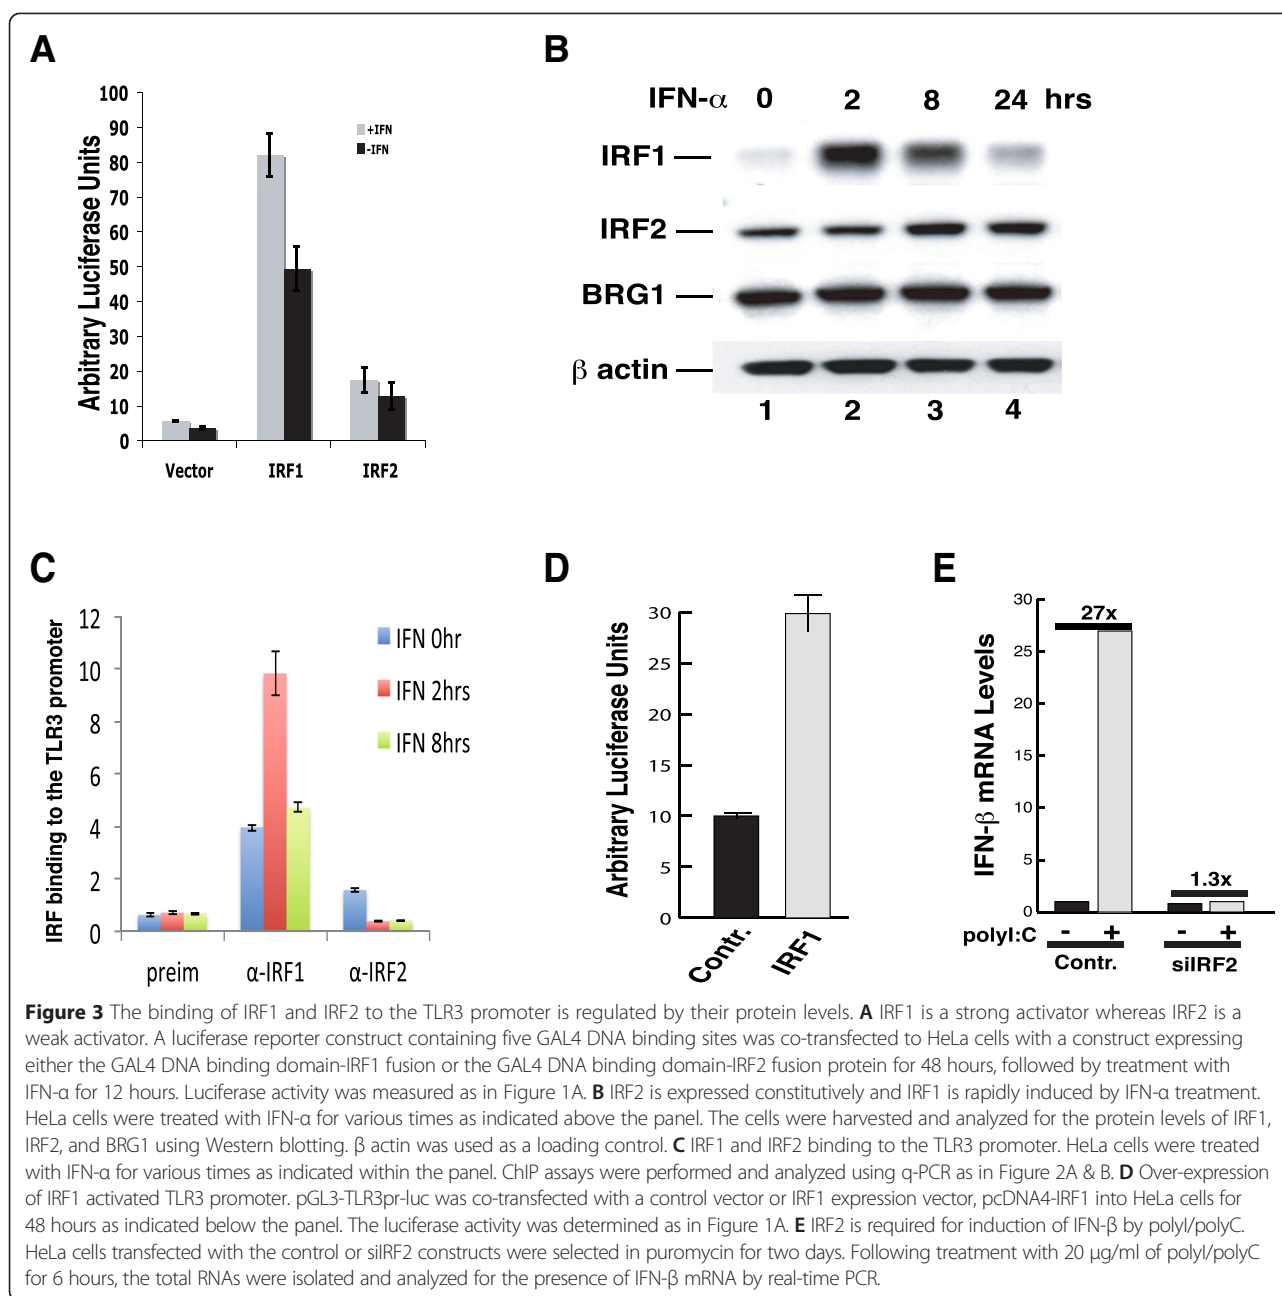 A
100
90
80
70
60
50
40
30
20
10
0
Arbitrary Luciferase Units
+IFN
-IFN
Vector IRF1 IRF2
B
IFN-α 0 2 8 24 hrs
IRF1
IRF2
BRG1
β actin
1 2 3 4
C
12
10
8
6
4
2
0
IRF binding to the TLR3 promoter
IFN 0hr
IFN 2hrs
IFN 8hrs
preim α-IRF1 α-IRF2
D
30
25
20
15
10
5
0
Arbitrary Luciferase Units
Contr. IRF1
E
30
25
20
15
10
5
0
IFN-β mRNA Levels
27x
1.3x
polyI:C - + - +
Contr. siIRF2
Figure 3 The binding of IRF1 and IRF2 to the TLR3 promoter is regulated by their protein levels. A IRF1 is a strong activator whereas IRF2 is a
weak activator. A luciferase reporter construct containing five GAL4 DNA binding sites was co-transfected to HeLa cells with a construct expressing
either the GAL4 DNA binding domain-IRF1 fusion or the GAL4 DNA binding domain-IRF2 fusion protein for 48 hours, followed by treatment with
IFN-α for 12 hours. Luciferase activity was measured as in Figure 1A. B IRF2 is expressed constitutively and IRF1 is rapidly induced by IFN-α treatment.
HeLa cells were treated with IFN-α for various times as indicated above the panel. The cells were harvested and analyzed for the protein levels of IRF1,
IRF2, and BRG1 using Western blotting. β actin was used as a loading control. C IRF1 and IRF2 binding to the TLR3 promoter. HeLa cells were treated
with IFN-α for various times as indicated within the panel. ChIP assays were performed and analyzed using q-PCR as in Figure 2A & B. D Over-expression
of IRF1 activated TLR3 promoter. pGL3-TLR3pr-luc was co-transfected with a control vector or IRF1 expression vector, pcDNA4-IRF1 into HeLa cells for
48 hours as indicated below the panel. The luciferase activity was determined as in Figure 1A. E IRF2 is required for induction of IFN-β by polyI/polyC.
HeLa cells transfected with the control or siIRF2 constructs were selected in puromycin for two days. Following treatment with 20 μg/ml of polyI/polyC
for 6 hours, the total RNAs were isolated and analyzed for the presence of IFN-β mRNA by real-time PCR.